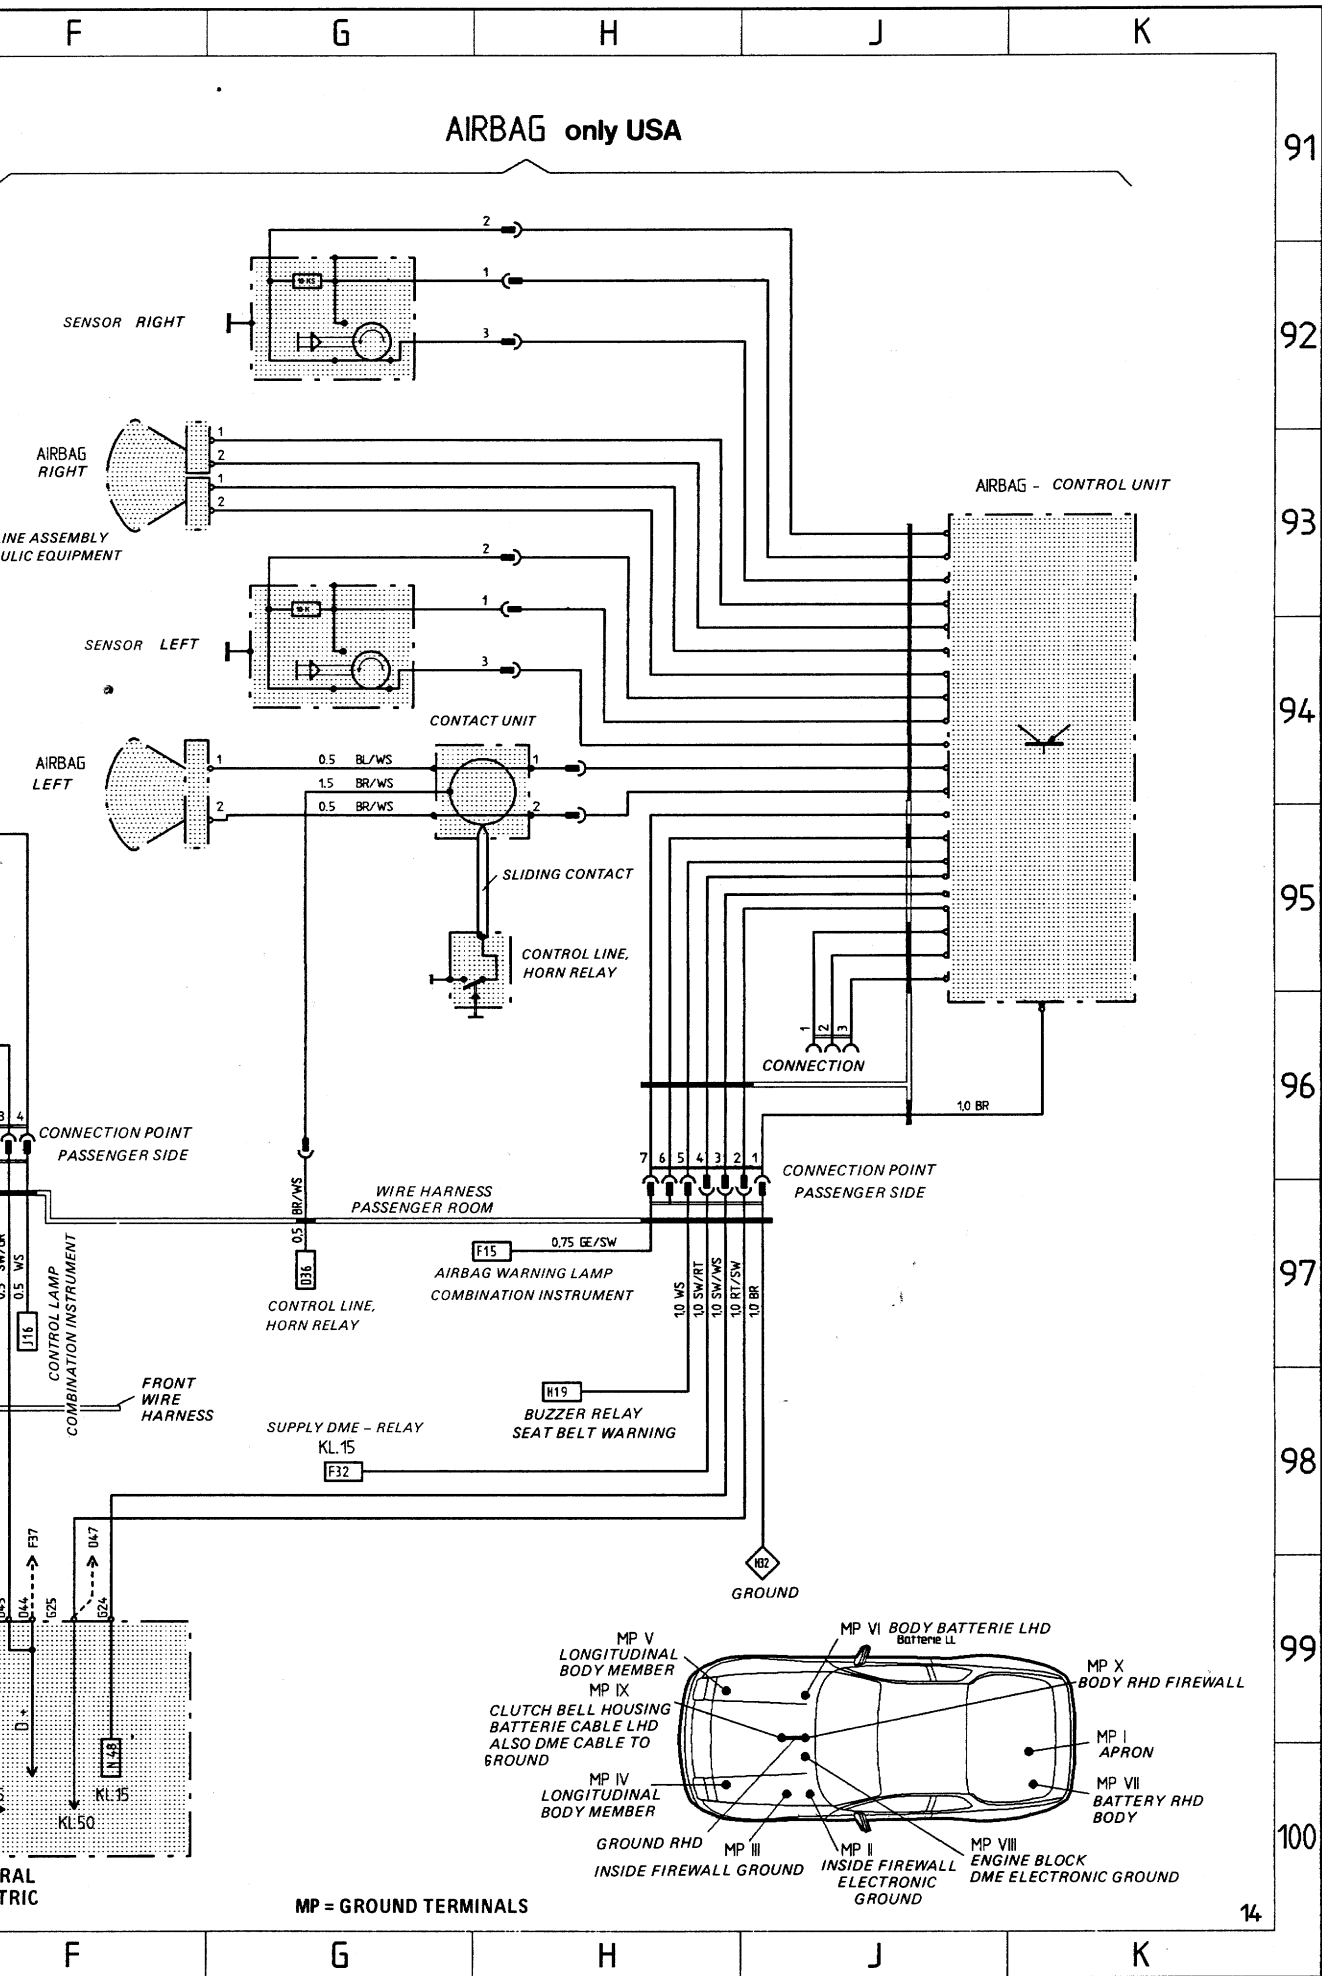 F G H J K
AIRBAG only USA
91
2
1
SENSOR RIGHT
3
92
AIRBAG
RIGHT
1
2
1
2
AIRBAG - CONTROL UNIT
93
INE ASSEMBLY
ULIC EQUIPMENT
2
1
SENSOR LEFT
3
94
CONTACT UNIT
AIRBAG
LEFT
1
0.5 BL/WS
1
1.5 BR/WS
2
0.5 BR/WS
2
SLIDING CONTACT
95
CONTROL LINE,
HORN RELAY
1
2
3
CONNECTION
96
1,0 BR
3 4
CONNECTION POINT
PASSENGER SIDE
7 6 5 4 3 2 1
CONNECTION POINT
PASSENGER SIDE
0,5 BR/WS
WIRE HARNESS
PASSENGER ROOM
0,75 GE/SW
F15
AIRBAG WARNING LAMP
COMBINATION INSTRUMENT
97
0.5 WS
J16
CONTROL LAMP
COMBINATION INSTRUMENT
D36
CONTROL LINE,
HORN RELAY
1,0 WS
1,0 SW/RT
1,0 SW/WS
1,0 RT/SW
1,0 BR
FRONT
WIRE
HARNESS
H19
BUZZER RELAY
SEAT BELT WARNING
SUPPLY DME - RELAY
KL.15
F32
98
F37
D47
D44
G25
G24
GROUND
99
D +
N 48
KL 15
KL50
MP V
LONGITUDINAL
BODY MEMBER
MP VI BODY BATTERIE LHD
Batterie LL
MP X
BODY RHD FIREWALL
MP IX
CLUTCH BELL HOUSING
BATTERIE CABLE LHD
ALSO DME CABLE TO
GROUND
MP I
APRON
MP IV
LONGITUDINAL
BODY MEMBER
MP VII
BATTERY RHD
BODY
100
GROUND RHD
MP III
INSIDE FIREWALL GROUND
MP II
INSIDE FIREWALL
ELECTRONIC
GROUND
MP VIII
ENGINE BLOCK
DME ELECTRONIC GROUND
RAL
TRIC
MP = GROUND TERMINALS
14
F G H J K